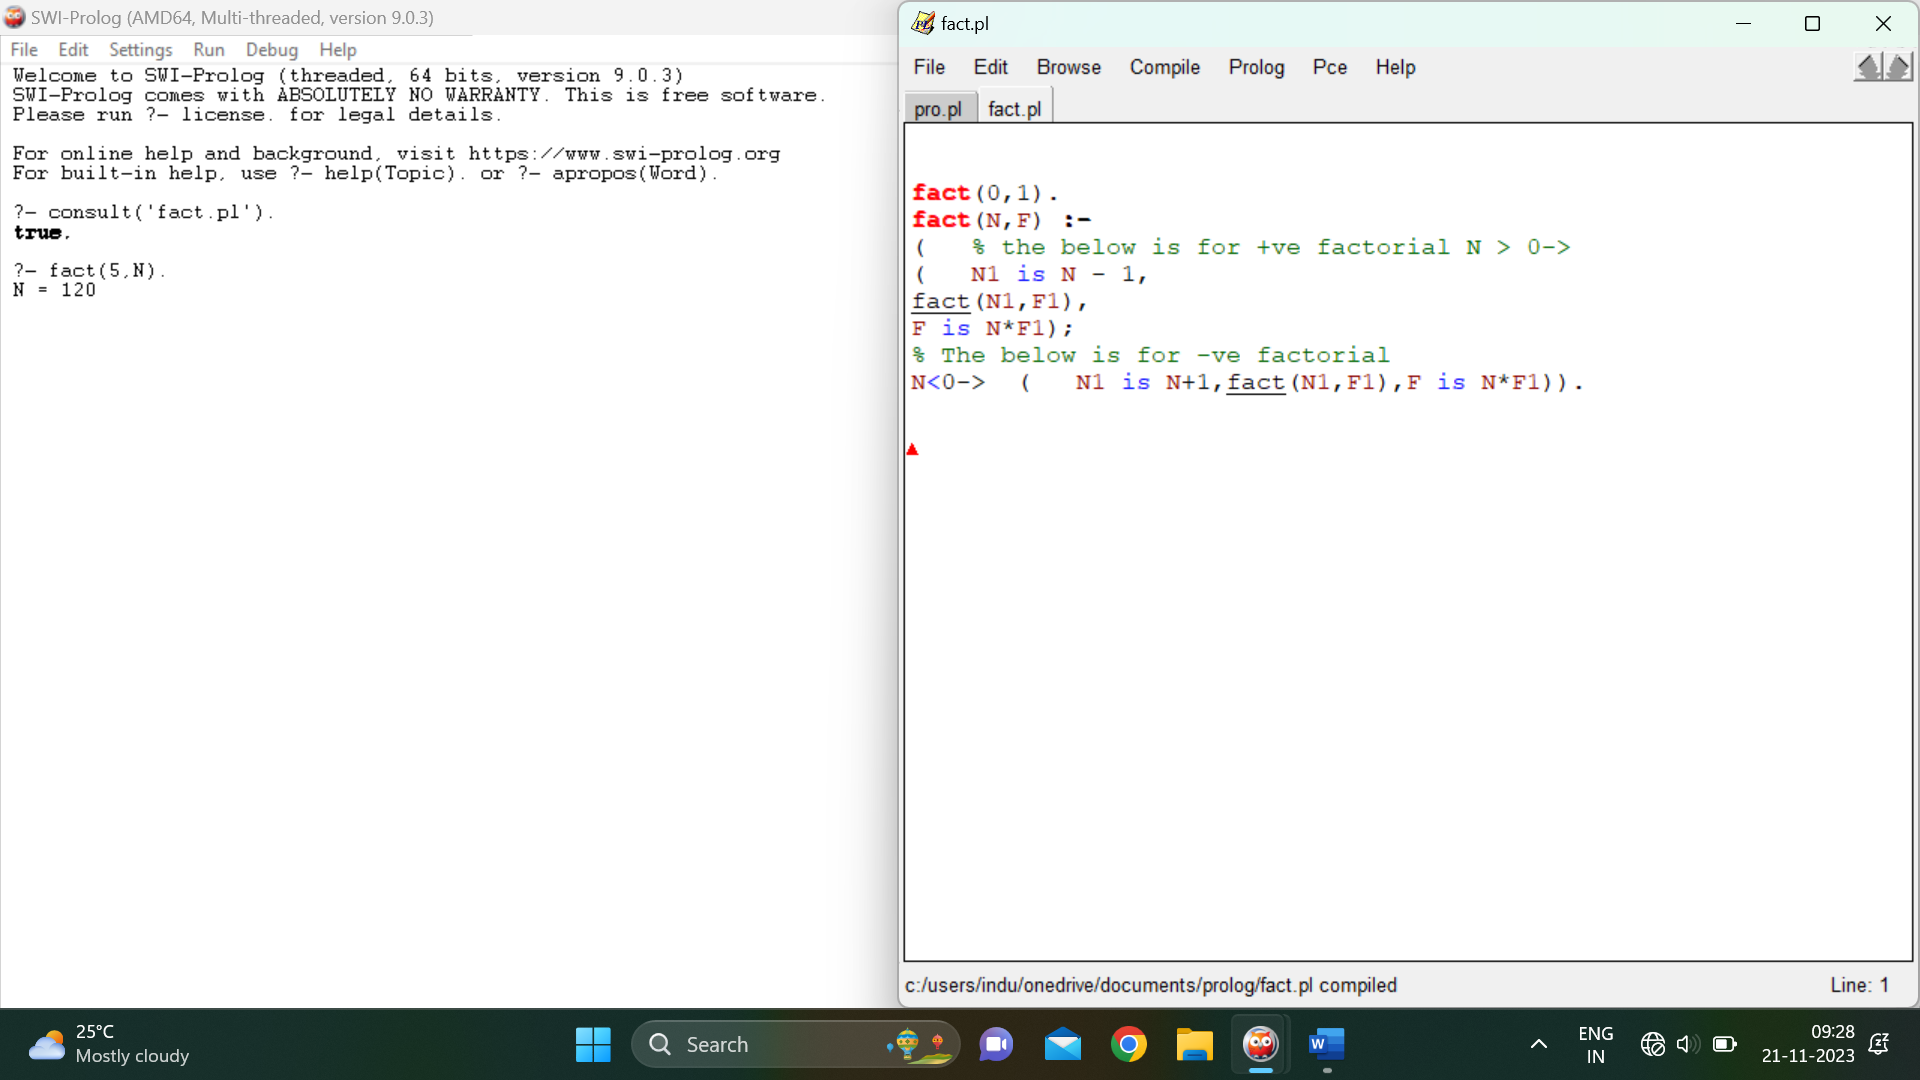 SWI-Prolog (AMD64, Multi-threaded, version 9.0.3)
File Edit Settings Run Debug Help
Welcome to SWI-Prolog (threaded, 64 bits, version 9.0.3)
SWI-Prolog comes with ABSOLUTELY NO WARRANTY. This is free software.
Please run ?- license. for legal details.
For online help and background, visit https://www.swi-prolog.org
For built-in help, use ?- help(Topic). or ?- apropos(Word).
?- consult('fact.pl').
true.
?- fact(5,N).
N = 120
fact.pl
File Edit Browse Compile Prolog Pce Help
pro.pl fact.pl
fact(0,1).
fact(N,F) :-
(   % the below is for +ve factorial N > 0->
(   N1 is N - 1,
fact(N1,F1),
F is N*F1);
% The below is for -ve factorial
N<0->  (   N1 is N+1,fact(N1,F1),F is N*F1)).
c:/users/indu/onedrive/documents/prolog/fact.pl compiled
Line: 1
25°C
Mostly cloudy
Search
ENG
IN
09:28
21-11-2023